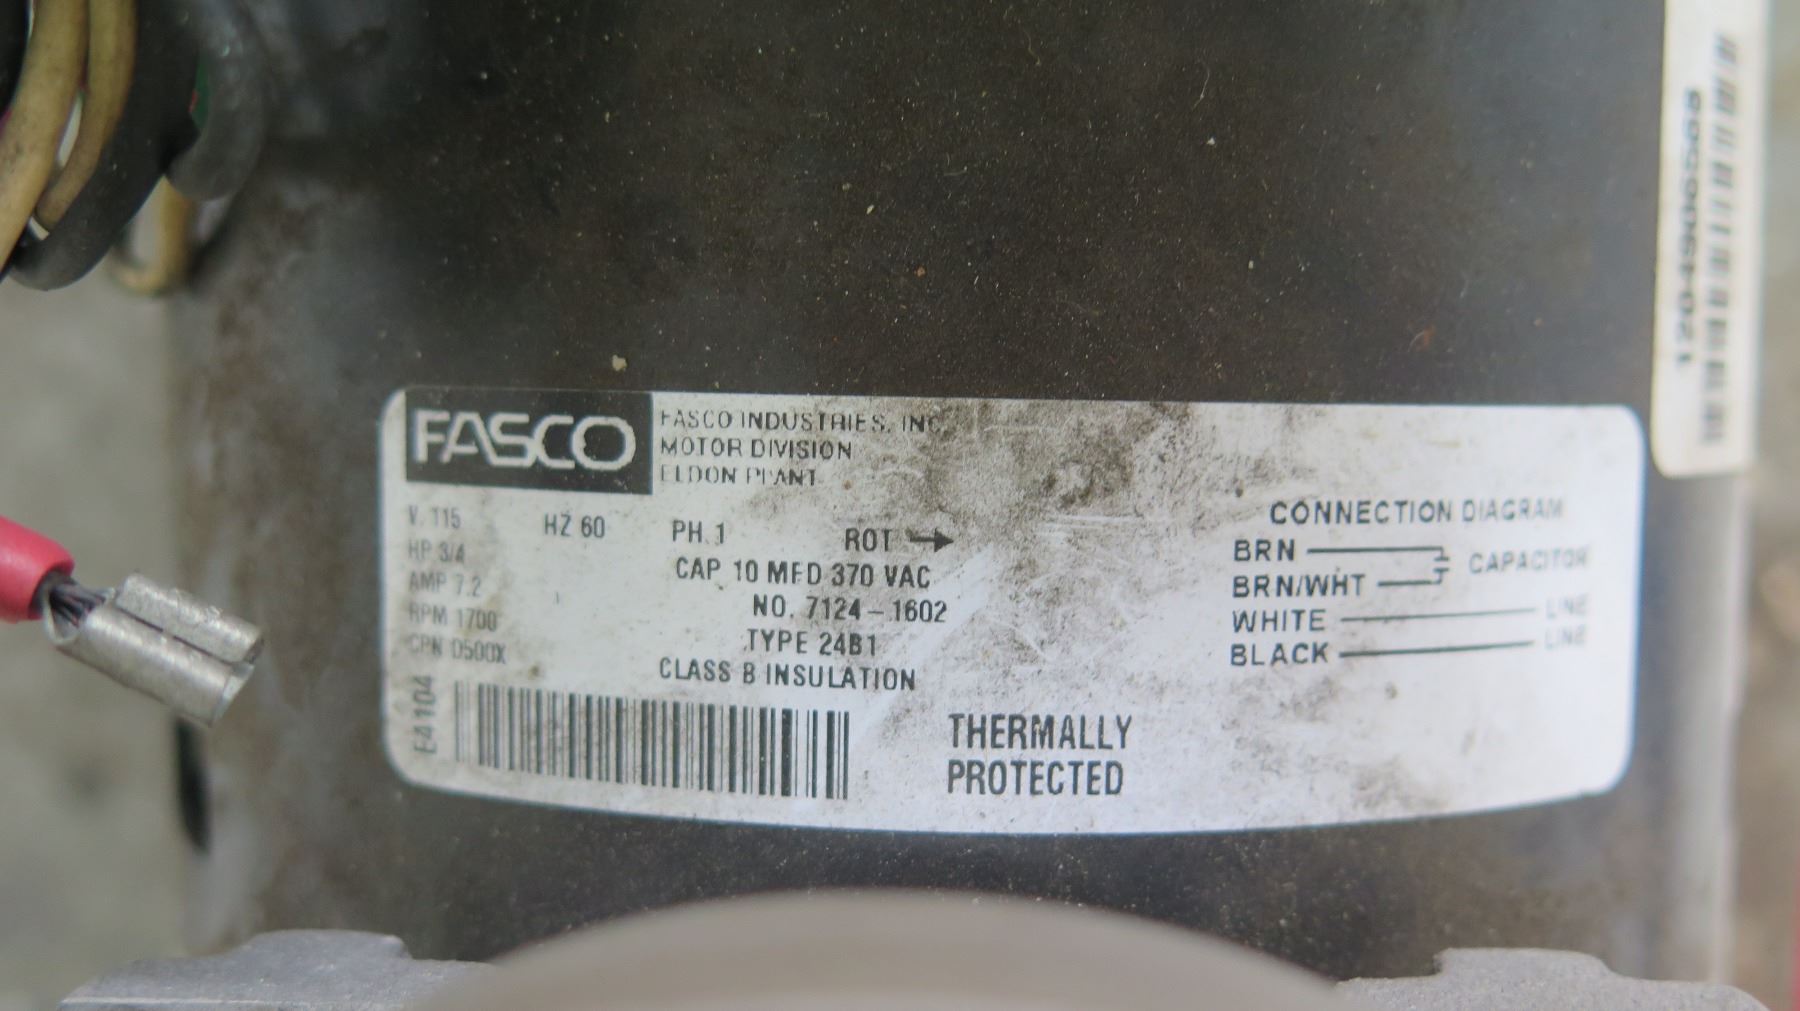 FASCO
FASCO INDUSTRIES, INC.
MOTOR DIVISION
ELDON PLANT
V. 115 HZ 60 PH. 1 ROT
HP 3/4
CAP 10 MFD 370 VAC
AMP 7.2
NO. 7124-1602
RPM 1700
TYPE 24B1
CPN D500X
CLASS B INSULATION
E4104
THERMALLY
PROTECTED
CONNECTION DIAGRAM
BRN CAPACITOR
BRN/WHT
WHITE LINE
BLACK LINE